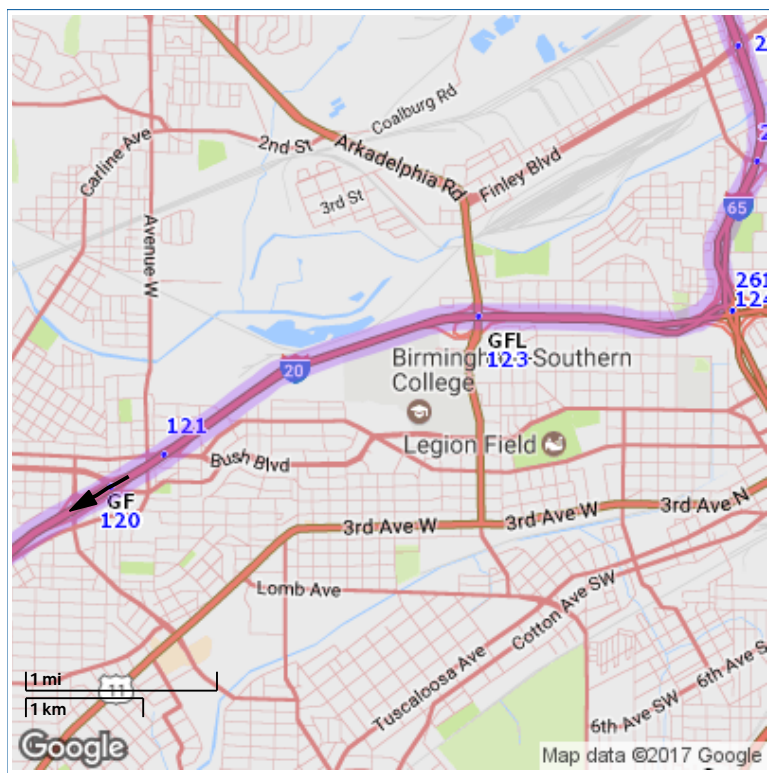 2
Coalburg Rd
2nd St
Carline Ave
Arkadelphia Rd
Finley Blvd
3rd St
2
65
Avenue W
261
124
GFL
123
Birmingham-Southern
College
20
121
Legion Field
Bush Blvd
GF
120
3rd Ave W
3rd Ave W
3rd Ave N
Lomb Ave
Cotton Ave SW
Tuscaloosa Ave
6th Ave S
6th Ave SW
1 mi
11
1 km
Google
Map data ©2017 Google